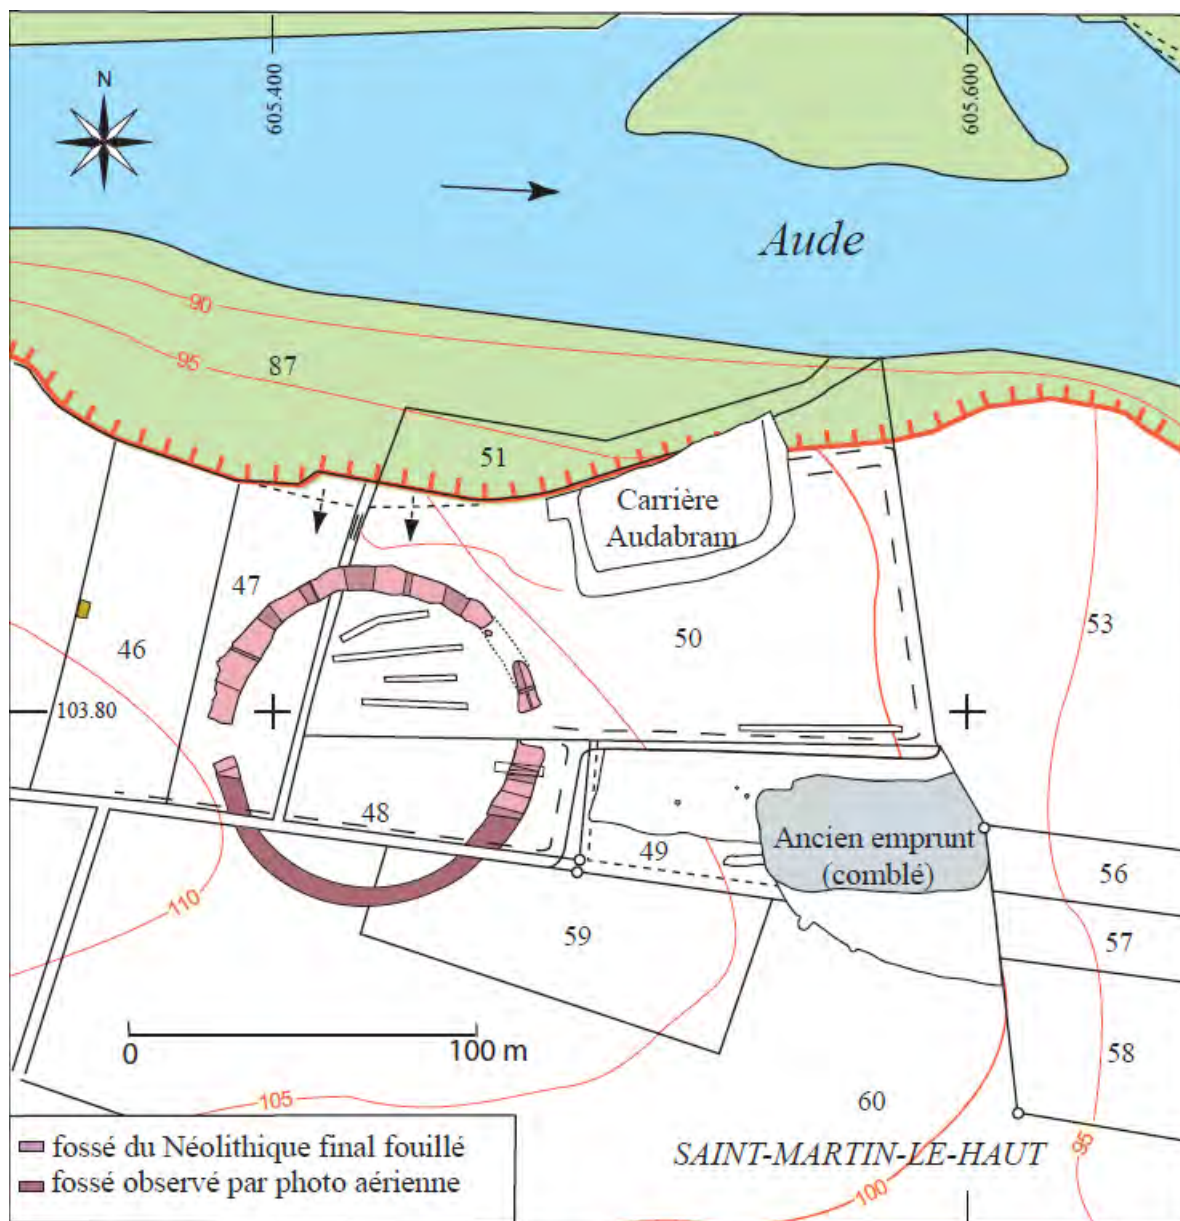 N
605.400
605.600
Aude
90
95
87
51
Carrière
Audabram
47
46
50
53
103.80
48
49
Ancien emprunt
(comblé)
56
57
59
110
58
0
100 m
105
60
SAINT-MARTIN-LE-HAUT
95
100
fossé du Néolithique final fouillé
fossé observé par photo aérienne